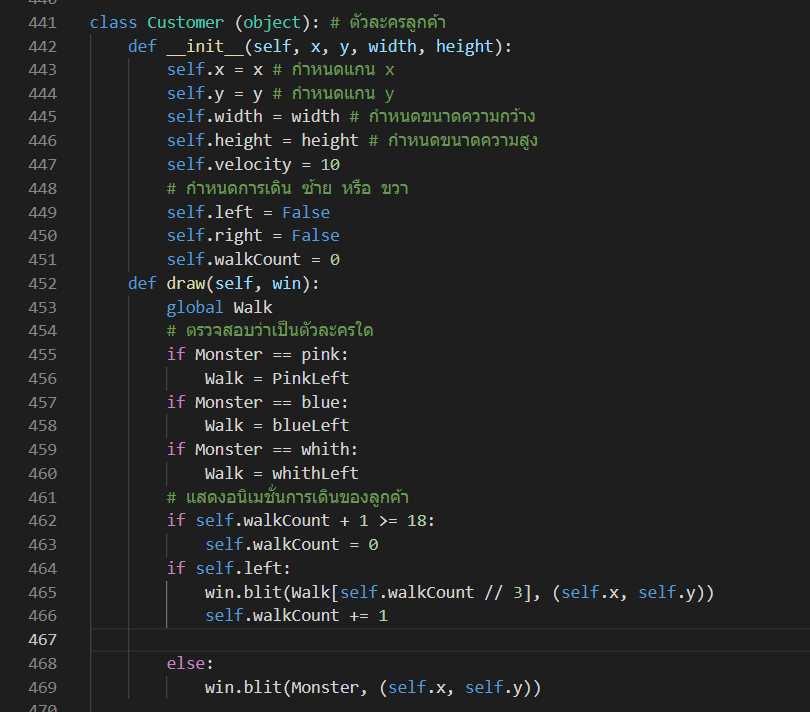 441 class Customer (object): # ตัวละครลูกค้า
442 def __init__(self, x, y, width, height):
443 self.x = x # กำหนดแกน x
444 self.y = y # กำหนดแกน y
445 self.width = width # กำหนดขนาดความกว้าง
446 self.height = height # กำหนดขนาดความสูง
447 self.velocity = 10
448 # กำหนดการเดิน ซ้าย หรือ ขวา
449 self.left = False
450 self.right = False
451 self.walkCount = 0
452 def draw(self, win):
453 global Walk
454 # ตรวจสอบว่าเป็นตัวละครใด
455 if Monster == pink:
456 Walk = PinkLeft
457 if Monster == blue:
458 Walk = blueLeft
459 if Monster == whith:
460 Walk = whithLeft
461 # แสดงอนิเมชั่นการเดินของลูกค้า
462 if self.walkCount + 1 >= 18:
463 self.walkCount = 0
464 if self.left:
465 win.blit(Walk[self.walkCount // 3], (self.x, self.y))
466 self.walkCount += 1
467
468 else:
469 win.blit(Monster, (self.x, self.y))